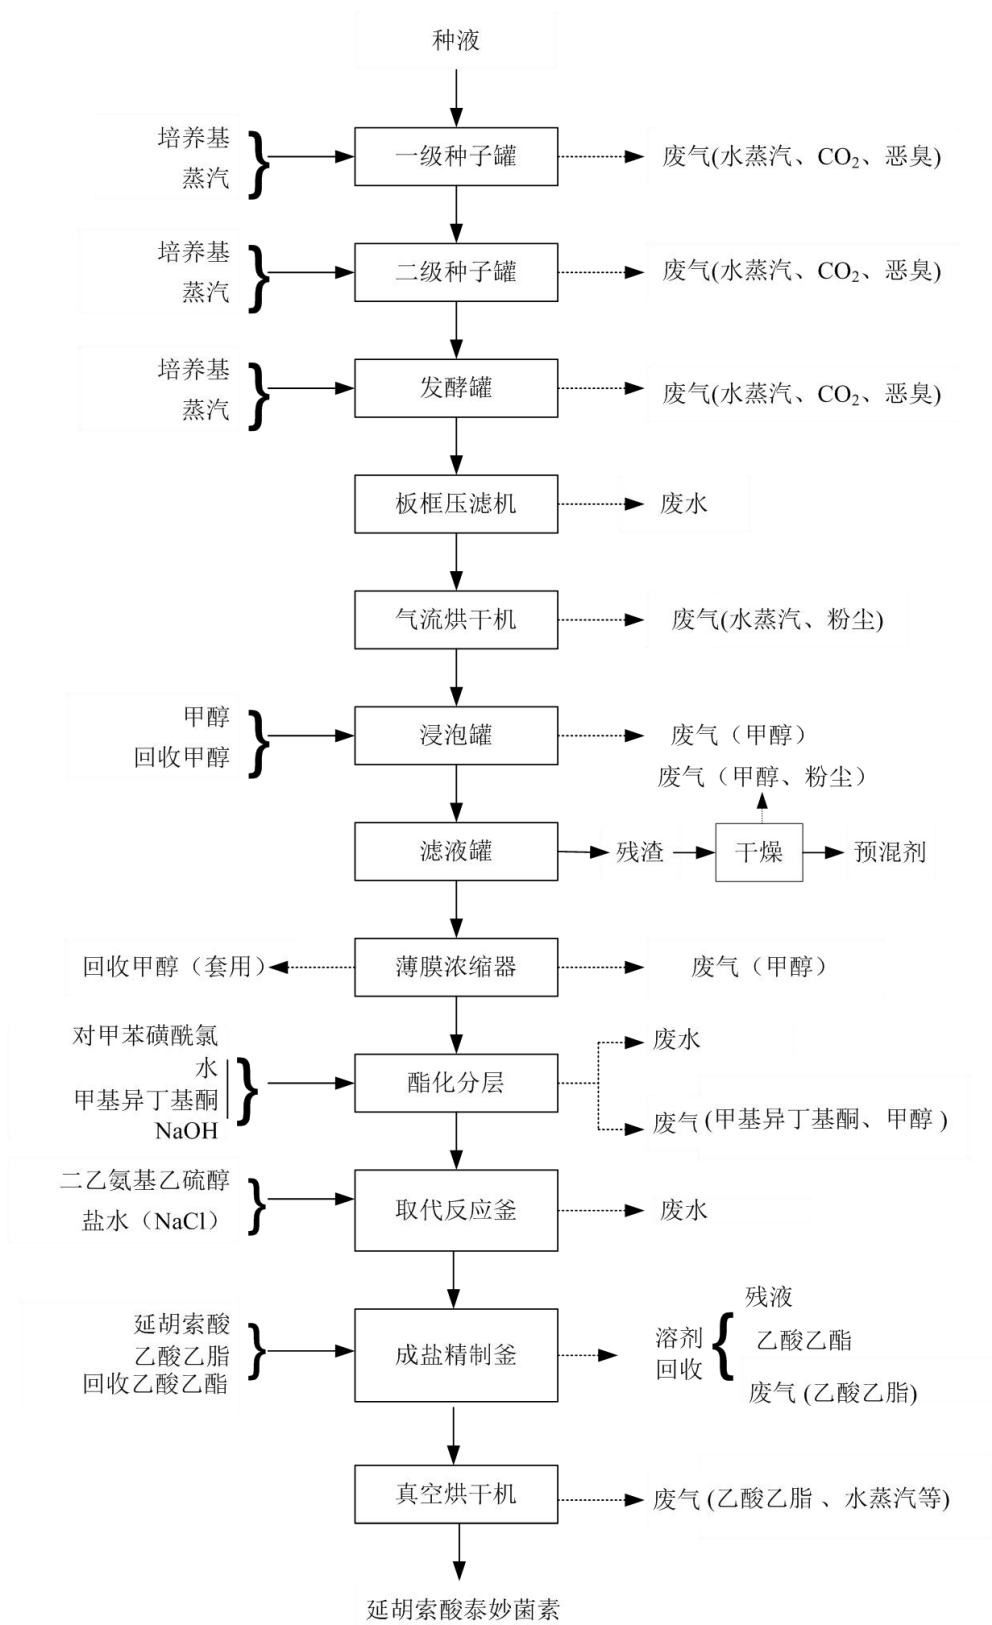 种液
培养基
蒸汽
一级种子罐
废气(水蒸汽、CO₂、恶臭)
培养基
蒸汽
二级种子罐
废气(水蒸汽、CO₂、恶臭)
培养基
蒸汽
发酵罐
废气(水蒸汽、CO₂、恶臭)
板框压滤机
废水
气流烘干机
废气(水蒸汽、粉尘)
甲醇
回收甲醇
浸泡罐
废气（甲醇）
废气（甲醇、粉尘）
滤液罐
残渣
干燥
预混剂
回收甲醇（套用）
薄膜浓缩器
废气（甲醇）
对甲苯磺酰氯
水
甲基异丁基酮
NaOH
酯化分层
废水
废气(甲基异丁基酮、甲醇 )
二乙氨基乙硫醇
盐水（NaCl）
取代反应釜
废水
延胡索酸
乙酸乙脂
回收乙酸乙酯
成盐精制釜
溶剂
回收
残液
乙酸乙酯
废气 (乙酸乙脂)
真空烘干机
废气 (乙酸乙脂 、水蒸汽等)
延胡索酸泰妙菌素